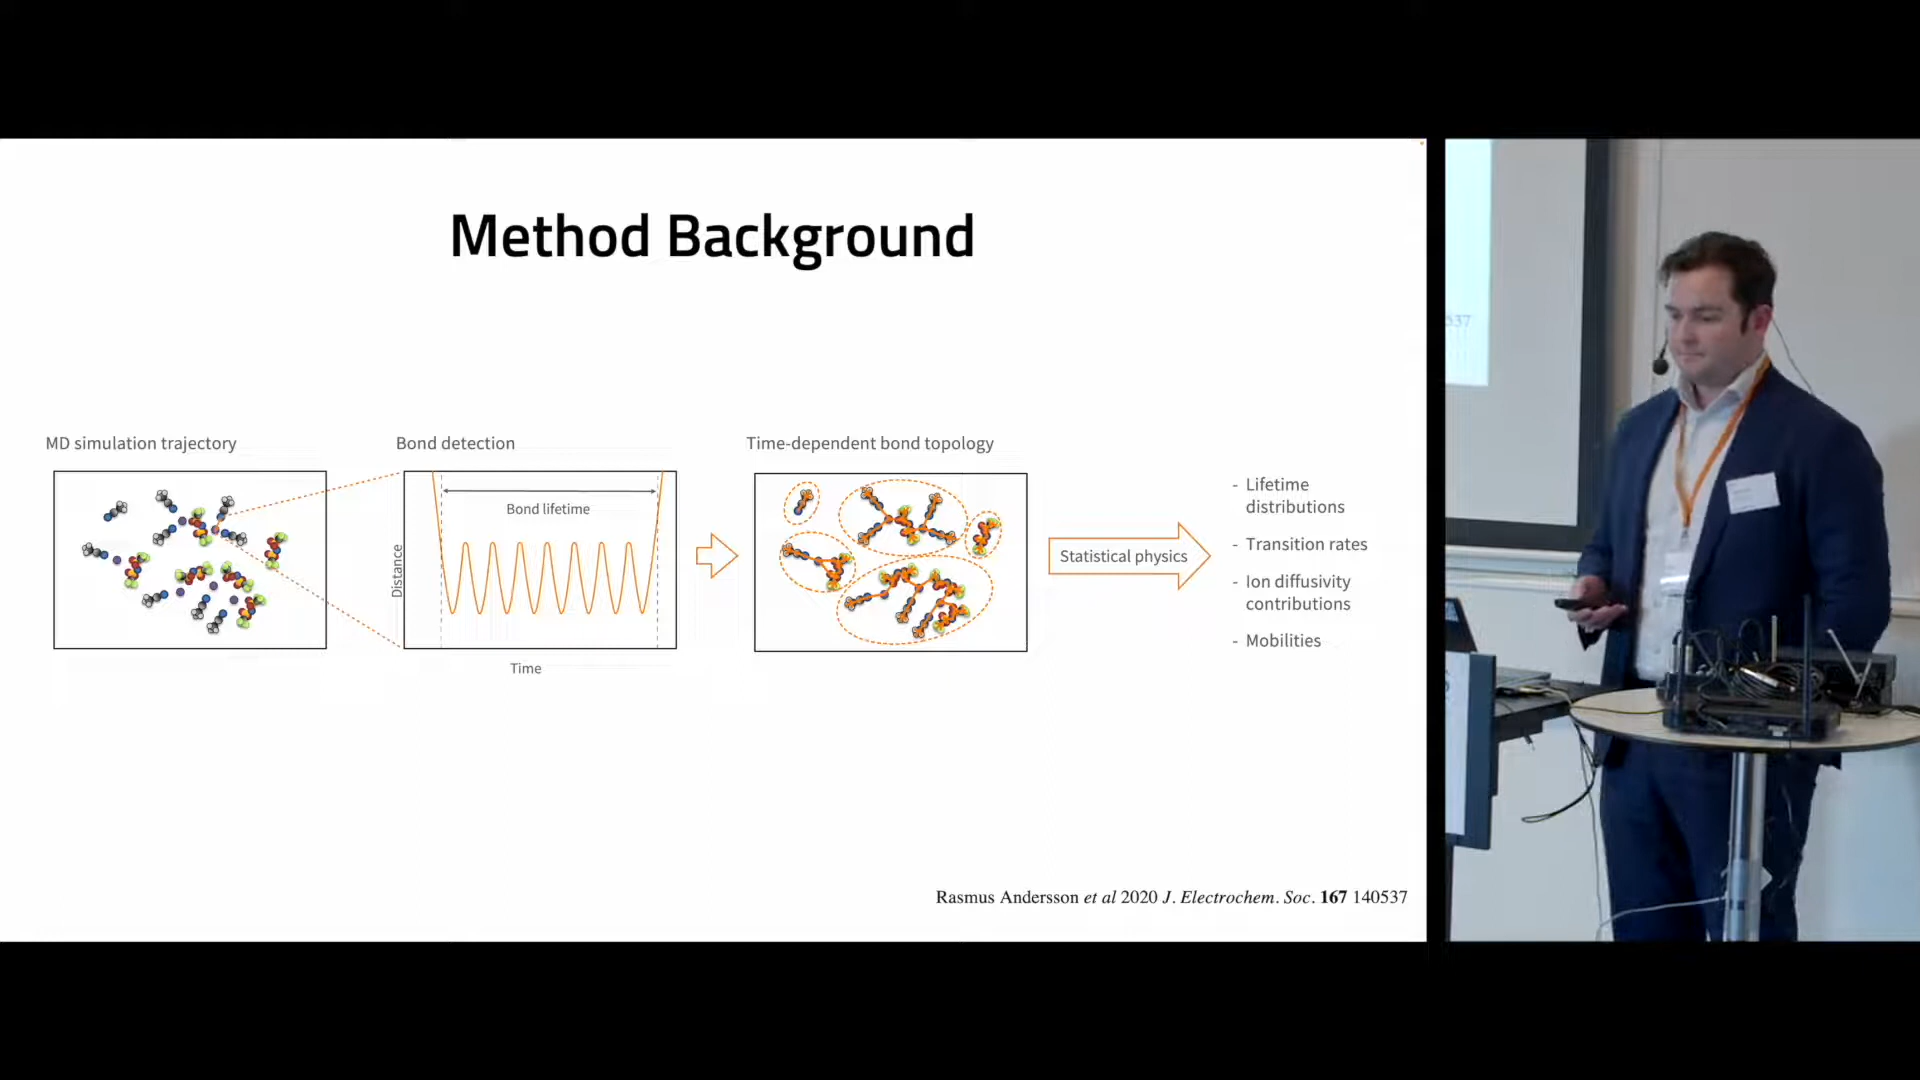 Method Background
MD simulation trajectory
Bond detection
Bond lifetime
Distance
Time
Time-dependent bond topology
Statistical physics
- Lifetime
distributions
- Transition rates
- Ion diffusivity
contributions
- Mobilities
Rasmus Andersson et al 2020 J. Electrochem. Soc. 167 140537
537